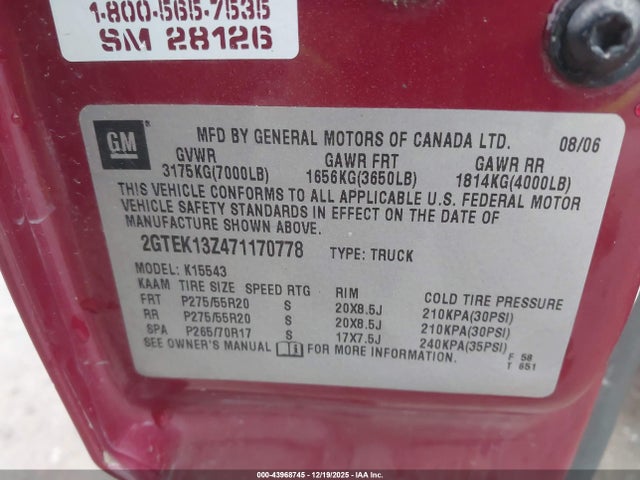 1-800-565-7535
SM 28126
GM ®
MFD BY GENERAL MOTORS OF CANADA LTD. 08/06
GVWR GAWR FRT GAWR RR
3175KG(7000LB) 1656KG(3650LB) 1814KG(4000LB)
THIS VEHICLE CONFORMS TO ALL APPLICABLE U.S. FEDERAL MOTOR
VEHICLE SAFETY STANDARDS IN EFFECT ON THE DATE OF
MANUFACTURE SHOWN ABOVE.
2GTEK13Z471170778 TYPE: TRUCK
MODEL: K15543
KAAM TIRE SIZE SPEED RTG RIM COLD TIRE PRESSURE
FRT P275/55R20 S 20X8.5J 210KPA(30PSI)
RR P275/55R20 S 20X8.5J 210KPA(30PSI)
SPA P265/70R17 S 17X7.5J 240KPA(35PSI)
SEE OWNER'S MANUAL FOR MORE INFORMATION.
F 58
T 651
000-43968745 - 12/19/2025 - IAAI.COM